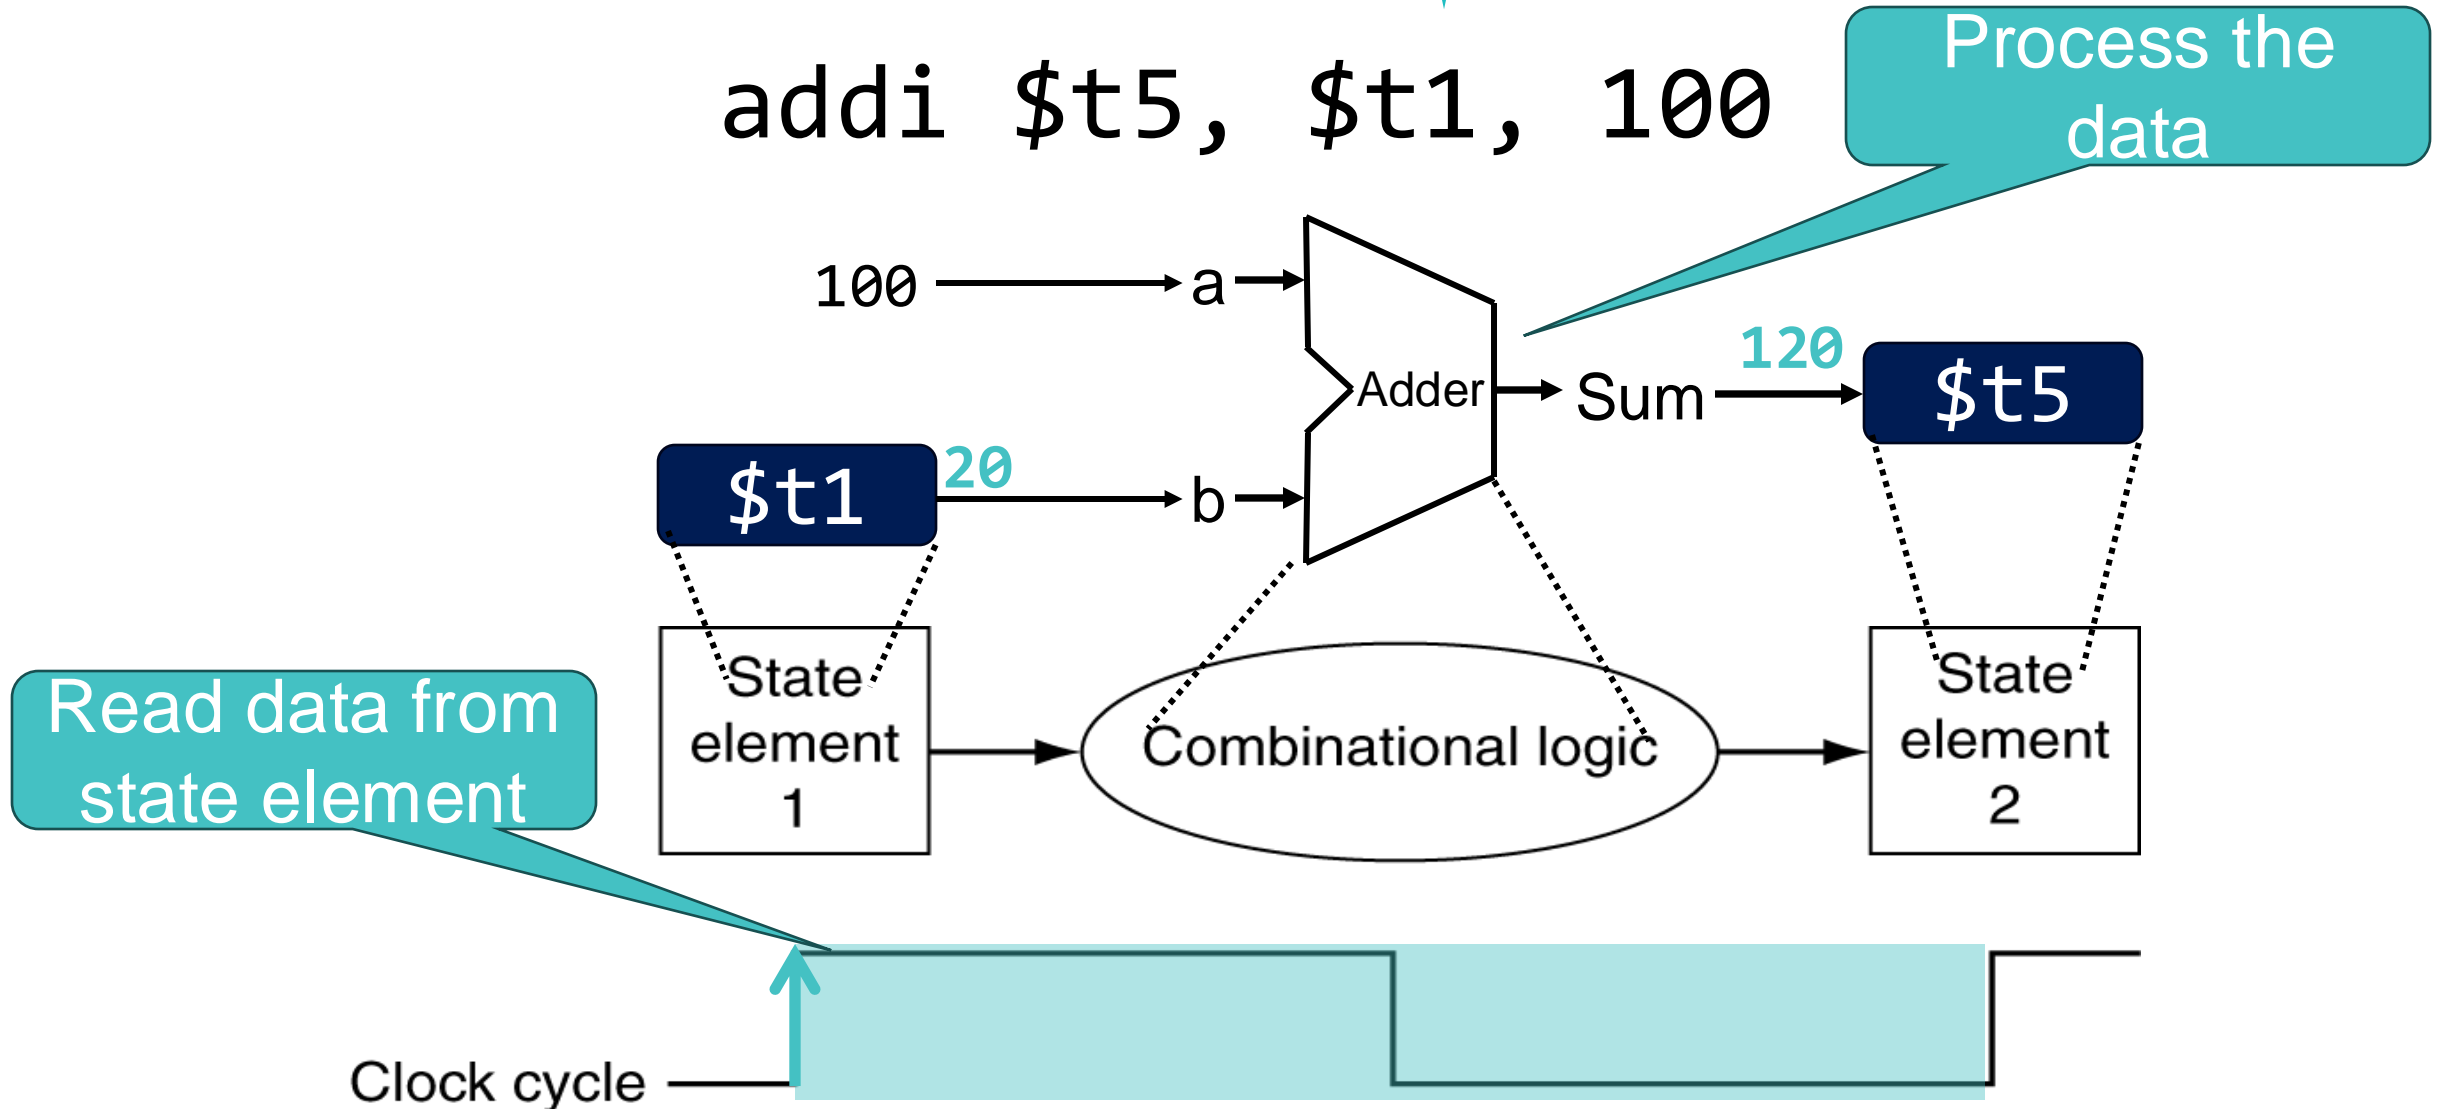 Process the
data
addi $t5, $t1, 100
100
a
Adder
Sum
120
$t5
$t1
20
b
State
element
1
Combinational logic
State
element
2
Read data from
state element
Clock cycle